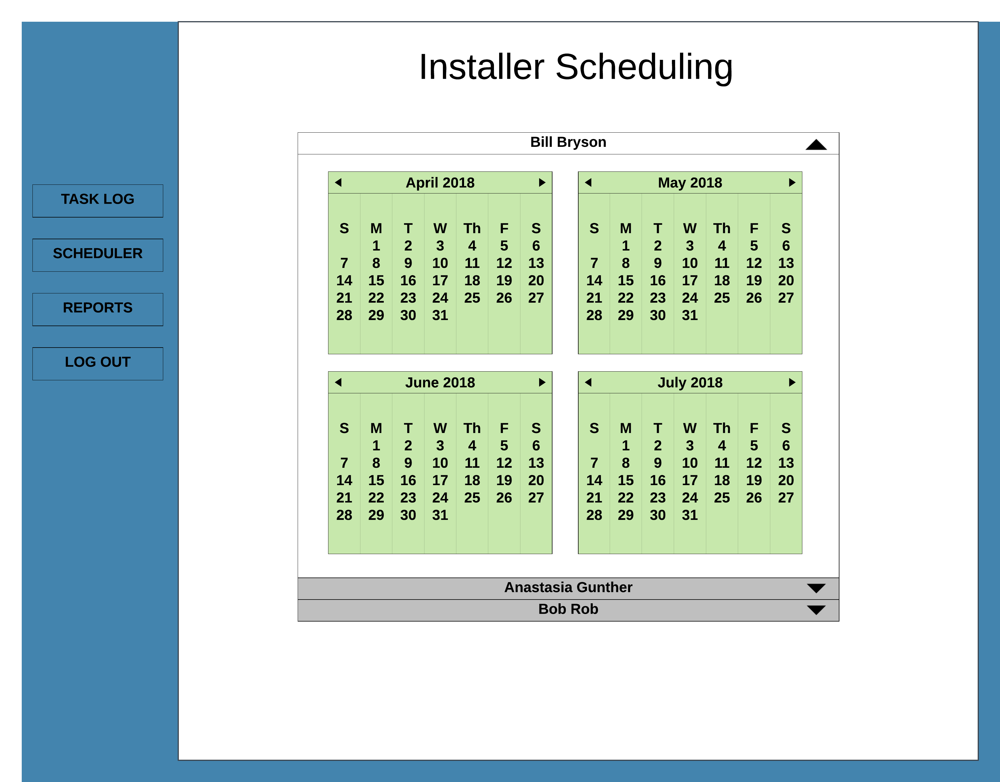 Installer Scheduling
TASK LOG
SCHEDULER
REPORTS
LOG OUT
Bill Bryson
April 2018
S M T W Th F S
1 2 3 4 5 6
7 8 9 10 11 12 13
14 15 16 17 18 19 20
21 22 23 24 25 26 27
28 29 30 31
May 2018
S M T W Th F S
1 2 3 4 5 6
7 8 9 10 11 12 13
14 15 16 17 18 19 20
21 22 23 24 25 26 27
28 29 30 31
June 2018
S M T W Th F S
1 2 3 4 5 6
7 8 9 10 11 12 13
14 15 16 17 18 19 20
21 22 23 24 25 26 27
28 29 30 31
July 2018
S M T W Th F S
1 2 3 4 5 6
7 8 9 10 11 12 13
14 15 16 17 18 19 20
21 22 23 24 25 26 27
28 29 30 31
Anastasia Gunther
Bob Rob